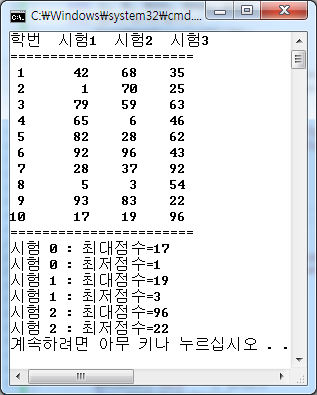 C:₩Windows₩system32₩cmd....
학번 시험1 시험2 시험3
=======================
1 42 68 35
2 1 70 25
3 79 59 63
4 65 6 46
5 82 28 62
6 92 96 43
7 28 37 92
8 5 3 54
9 93 83 22
10 17 19 96
=======================
시험 0 : 최대점수=17
시험 0 : 최저점수=1
시험 1 : 최대점수=19
시험 1 : 최저점수=3
시험 2 : 최대점수=96
시험 2 : 최저점수=22
계속하려면 아무 키나 누르십시오 . .